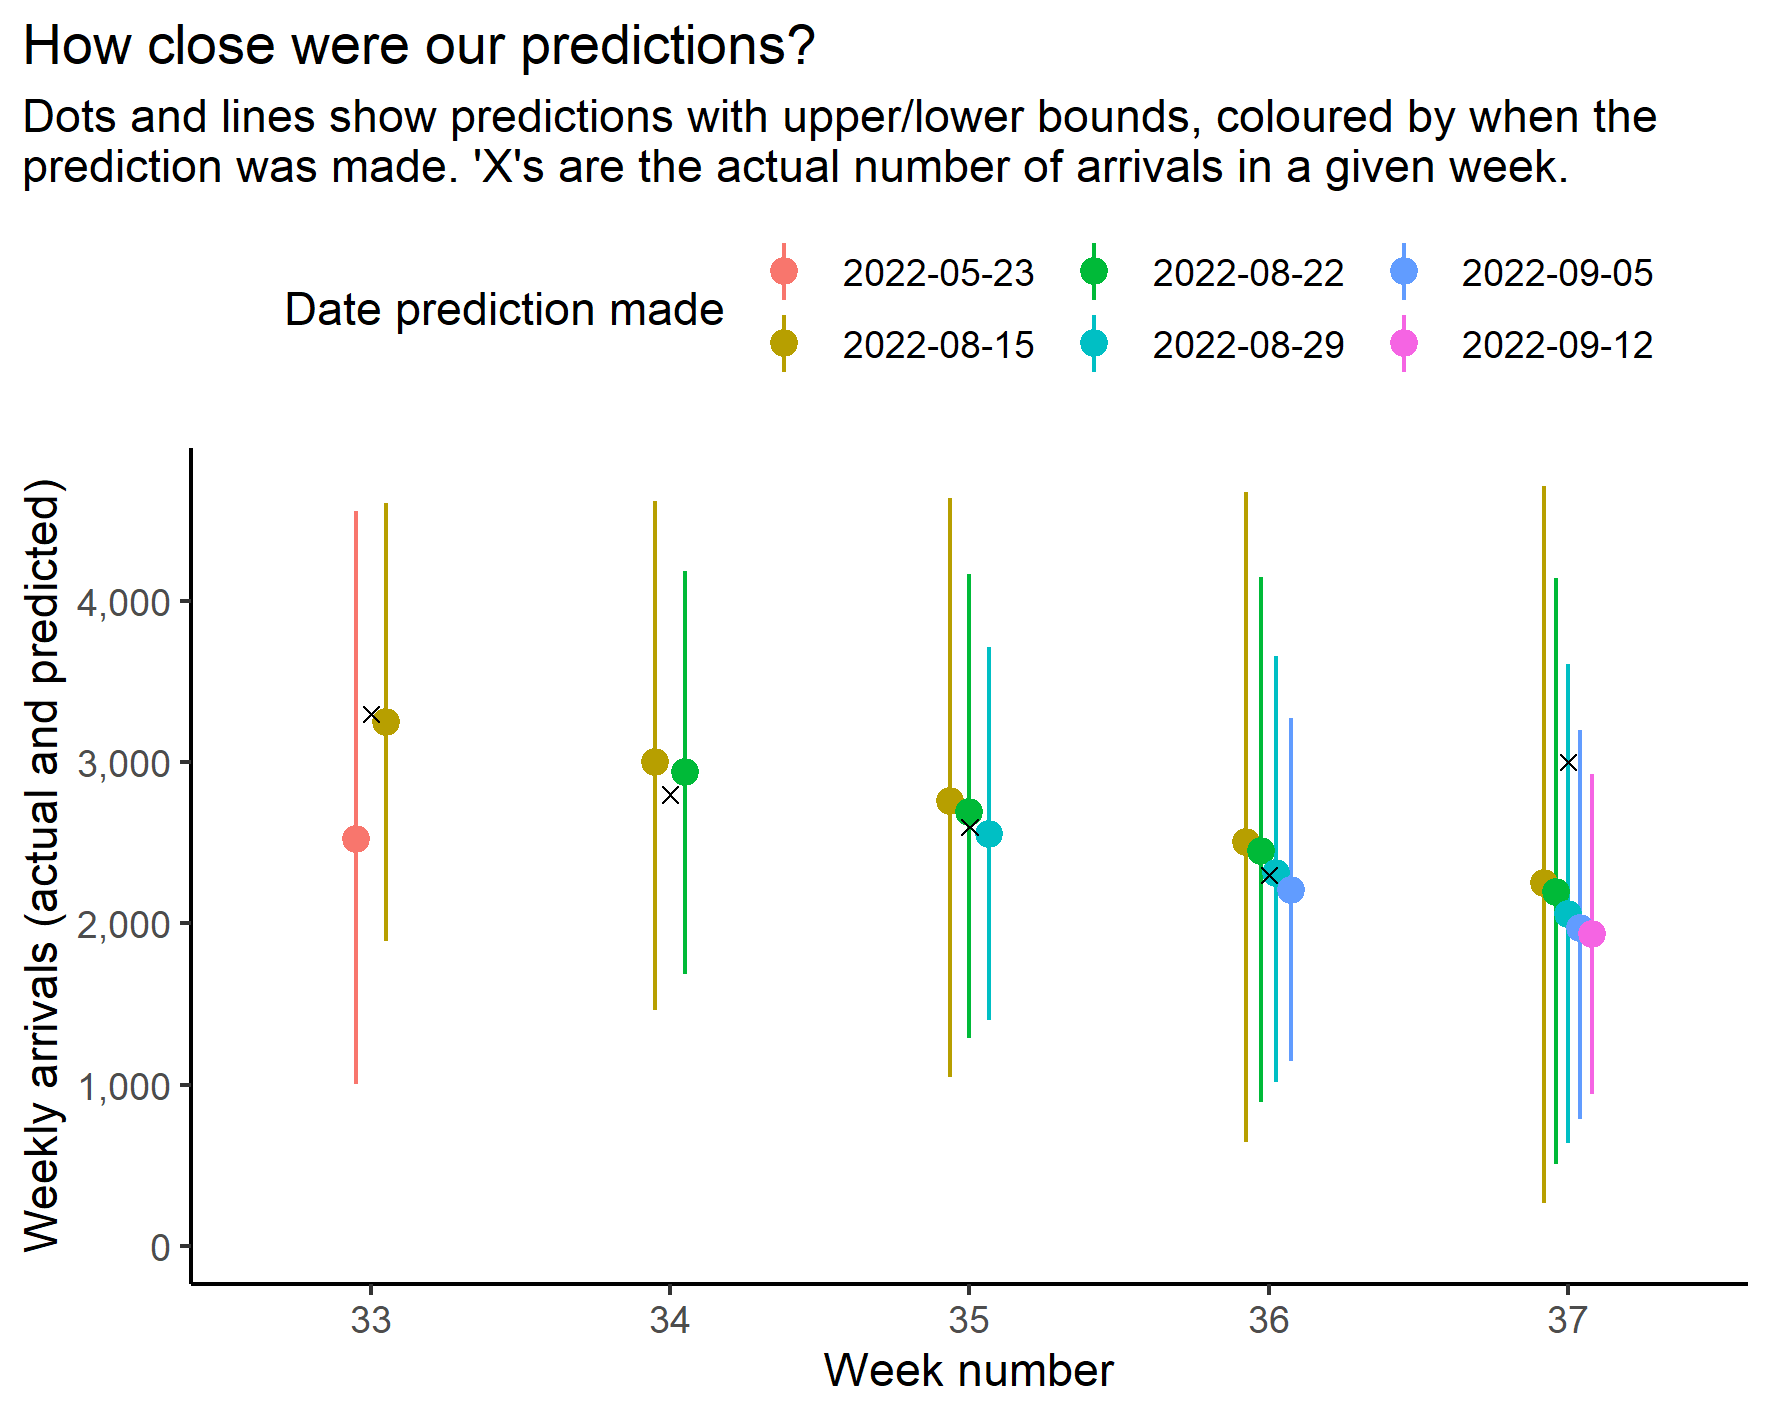 How close were our predictions?
Dots and lines show predictions with upper/lower bounds, coloured by when the
prediction was made. 'X's are the actual number of arrivals in a given week.
Date prediction made
2022-05-23
2022-08-22
2022-09-05
2022-08-15
2022-08-29
2022-09-12
Weekly arrivals (actual and predicted)
4,000
3,000
2,000
1,000
0
33
34
35
36
37
Week number